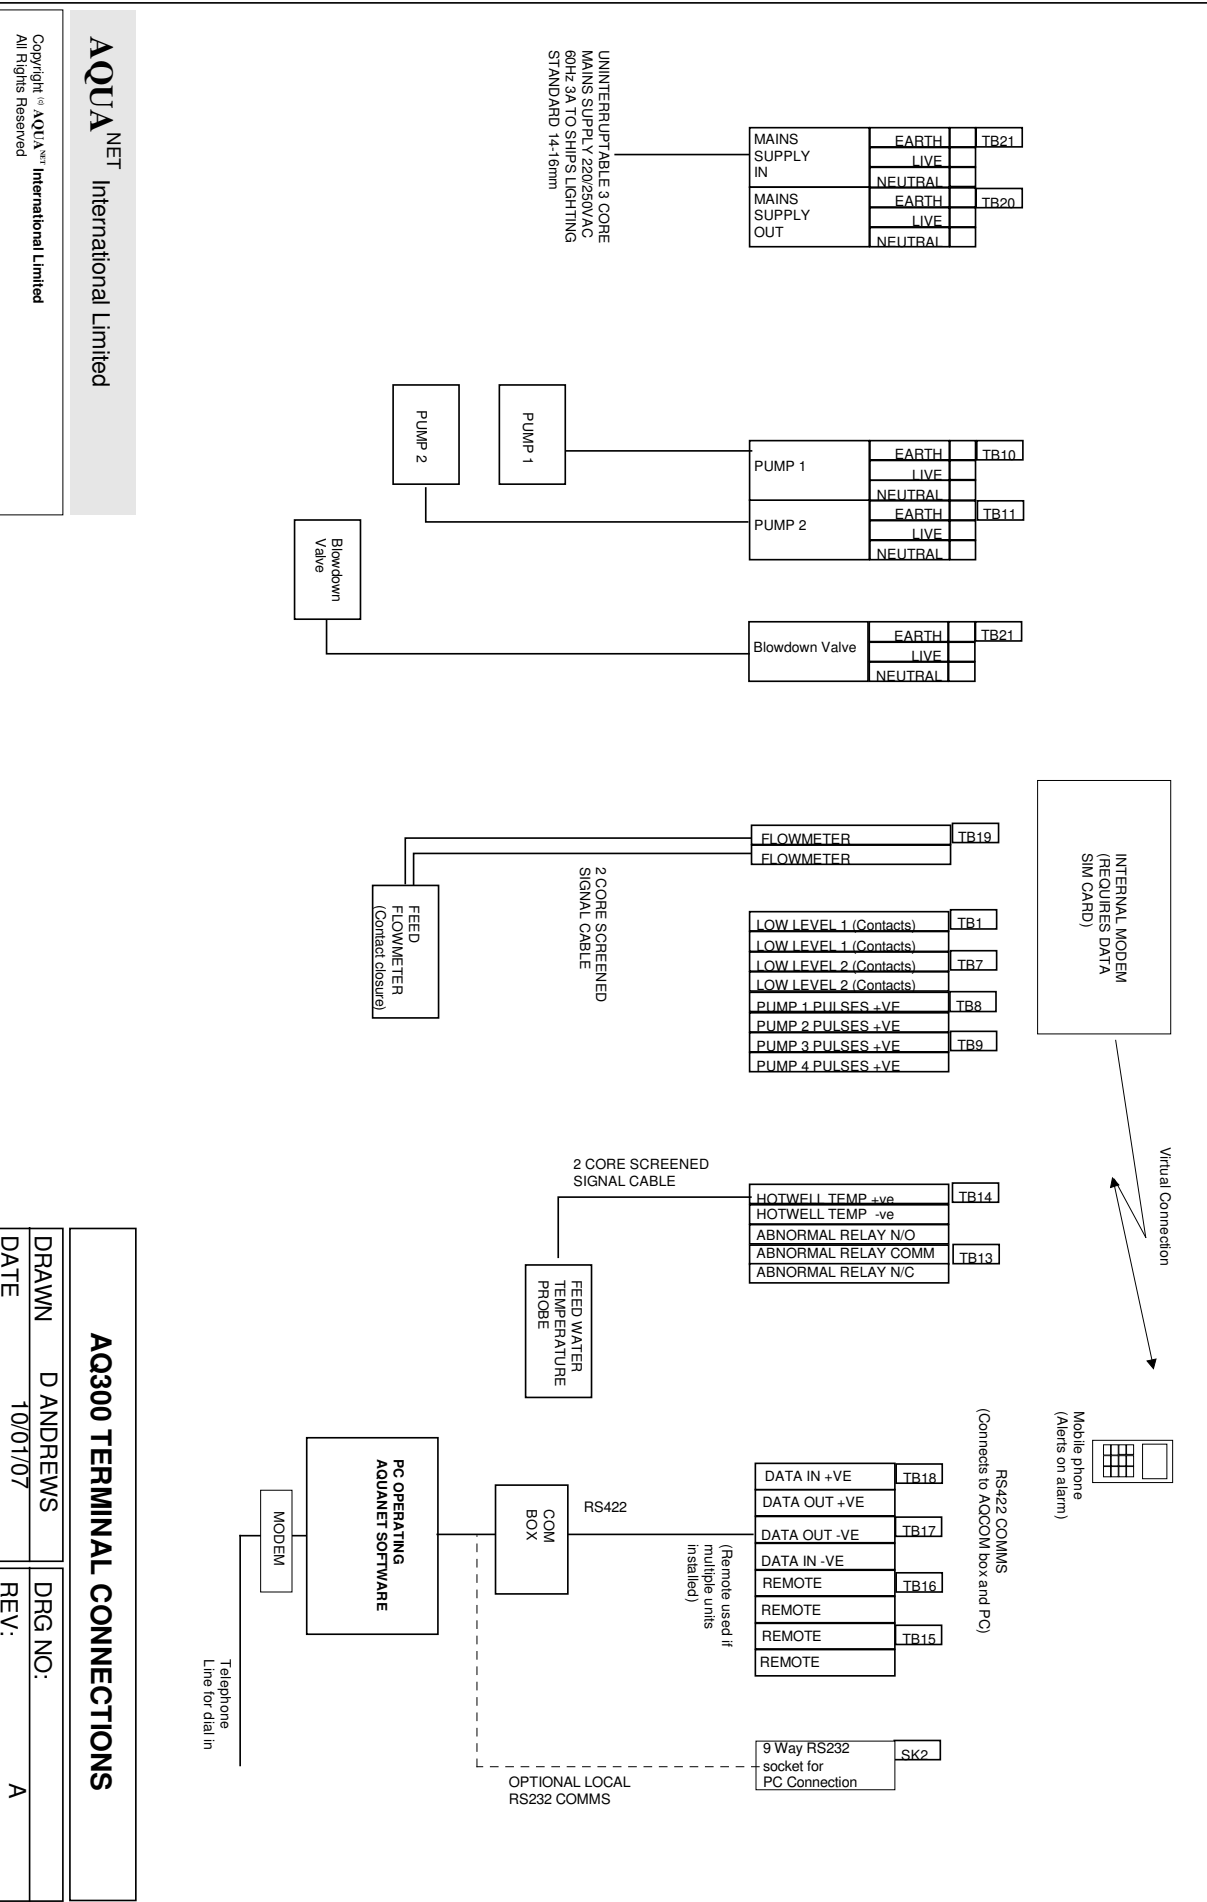 UNINTERRUPTABLE 3 CORE
MAINS SUPPLY 220/250VAC
60Hz 3A TO SHIPS LIGHTING
STANDARD 14-16mm
MAINS
SUPPLY
IN
EARTH
LIVE
NEUTRAL
TB21
MAINS
SUPPLY
OUT
EARTH
LIVE
NEUTRAL
TB20
PUMP 1
PUMP 2
PUMP 1
EARTH
LIVE
NEUTRAL
TB10
PUMP 2
EARTH
LIVE
NEUTRAL
TB11
Blowdown
Valve
Blowdown Valve
EARTH
LIVE
NEUTRAL
TB21
INTERNAL MODEM
(REQUIRES DATA
SIM CARD)
Virtual Connection
Mobile phone
(Alerts on alarm)
FLOWMETER
FLOWMETER
TB19
2 CORE SCREENED
SIGNAL CABLE
FEED
FLOWMETER
(Contact closure)
LOW LEVEL 1 (Contacts)
TB1
LOW LEVEL 1 (Contacts)
LOW LEVEL 2 (Contacts)
TB7
LOW LEVEL 2 (Contacts)
PUMP 1 PULSES +VE
TB8
PUMP 2 PULSES +VE
PUMP 3 PULSES +VE
TB9
PUMP 4 PULSES +VE
2 CORE SCREENED
SIGNAL CABLE
HOTWELL TEMP +ve
TB14
HOTWELL TEMP -ve
ABNORMAL RELAY N/O
ABNORMAL RELAY COMM
TB13
ABNORMAL RELAY N/C
FEED WATER
TEMPERATURE
PROBE
RS422 COMMS
(Connects to AQCOM box and PC)
DATA IN +VE
TB18
DATA OUT +VE
DATA OUT -VE
TB17
DATA IN -VE
REMOTE
TB16
REMOTE
REMOTE
TB15
REMOTE
(Remote used if
multiple units
installed)
RS422
COM
BOX
PC OPERATING
AQUANET SOFTWARE
MODEM
Telephone
Line for dial in
9 Way RS232
socket for
PC Connection
SK2
OPTIONAL LOCAL
RS232 COMMS
AQUA NET International Limited
Copyright © AQUA NET International Limited
All Rights Reserved
AQ300 TERMINAL CONNECTIONS
DRAWN D ANDREWS
DRG NO:
DATE 10/01/07
REV: A